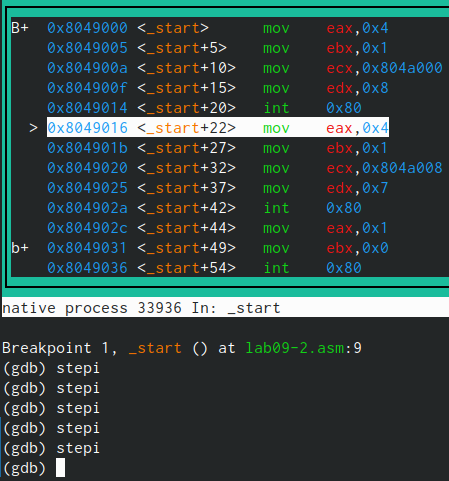 B+ 0x8049000 <_start> mov eax,0x4
0x8049005 <_start+5> mov ebx,0x1
0x804900a <_start+10> mov ecx,0x804a000
0x804900f <_start+15> mov edx,0x8
0x8049014 <_start+20> int 0x80
> 0x8049016 <_start+22> mov eax,0x4
0x804901b <_start+27> mov ebx,0x1
0x8049020 <_start+32> mov ecx,0x804a008
0x8049025 <_start+37> mov edx,0x7
0x804902a <_start+42> int 0x80
0x804902c <_start+44> mov eax,0x1
b+ 0x8049031 <_start+49> mov ebx,0x0
0x8049036 <_start+54> int 0x80
native process 33936 In: _start
Breakpoint 1, _start () at lab09-2.asm:9
(gdb) stepi
(gdb) stepi
(gdb) stepi
(gdb) stepi
(gdb) stepi
(gdb)